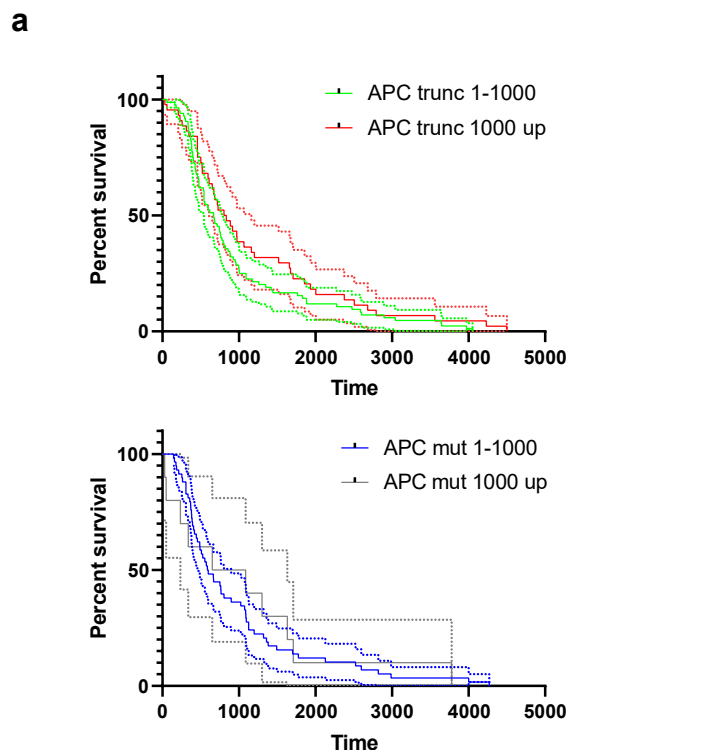 a
APC trunc 1-1000
APC trunc 1000 up
100
50
0
Percent survival
0 1000 2000 3000 4000 5000
Time
APC mut 1-1000
APC mut 1000 up
100
50
0
Percent survival
0 1000 2000 3000 4000 5000
Time